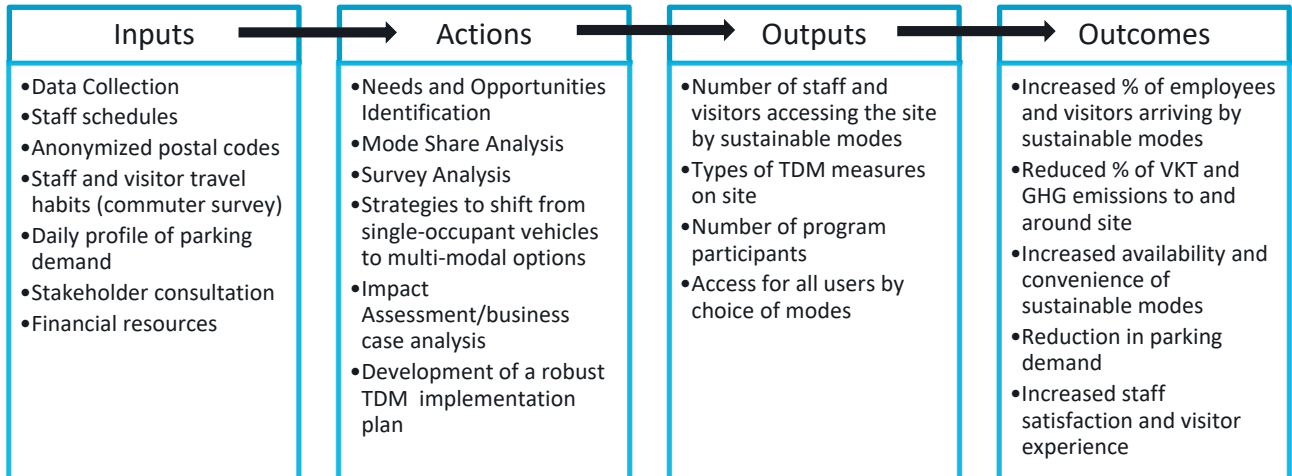 Inputs
•Data Collection
•Staff schedules
•Anonymized postal codes
•Staff and visitor travel
habits (commuter survey)
•Daily profile of parking
demand
•Stakeholder consultation
•Financial resources
Actions
•Needs and Opportunities
Identification
•Mode Share Analysis
•Survey Analysis
•Strategies to shift from
single-occupant vehicles
to multi-modal options
•Impact
Assessment/business
case analysis
•Development of a robust
TDM implementation
plan
Outputs
•Number of staff and
visitors accessing the site
by sustainable modes
•Types of TDM measures
on site
•Number of program
participants
•Access for all users by
choice of modes
Outcomes
•Increased % of employees
and visitors arriving by
sustainable modes
•Reduced % of VKT and
GHG emissions to and
around site
•Increased availability and
convenience of
sustainable modes
•Reduction in parking
demand
•Increased staff
satisfaction and visitor
experience